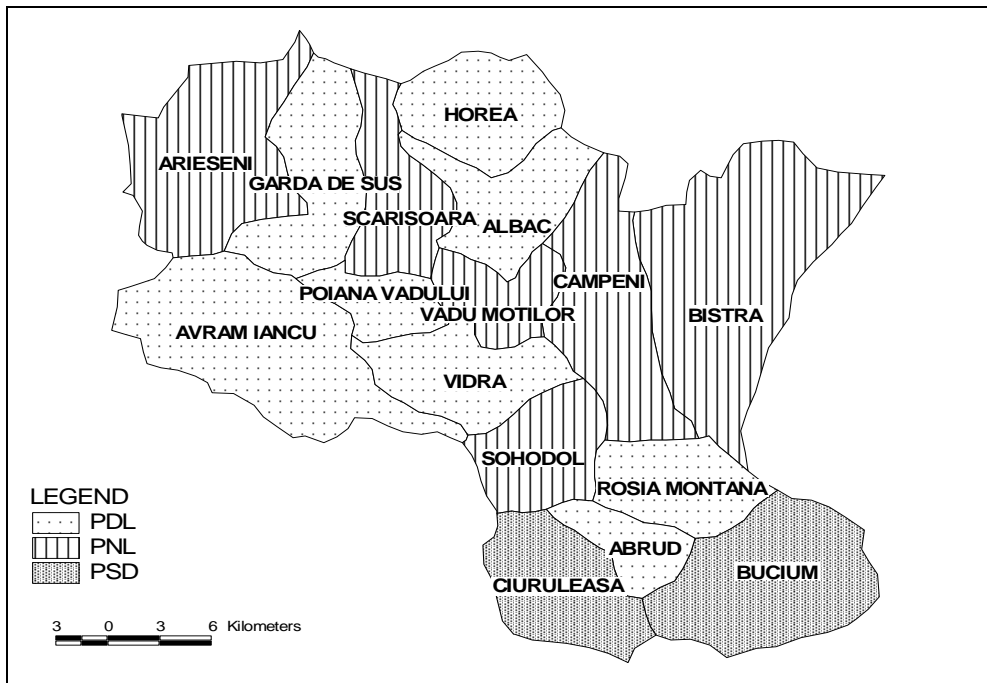 HOREA
ARIESENI
GARDA DE SUS
SCARISOARA
ALBAC
CAMPENI
POIANA VADULUI
VADU MOTILOR
BISTRA
AVRAM IANCU
VIDRA
SOHODOL
ROSIA MONTANA
ABRUD
BUCIUM
CIURULEASA
LEGEND
PDL
PNL
PSD
3 0 3 6 Kilometers